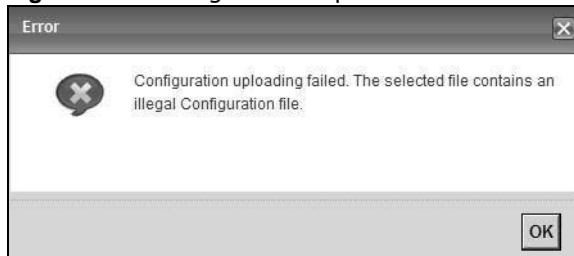 Error
Configuration uploading failed. The selected file contains an
illegal Configuration file.
OK